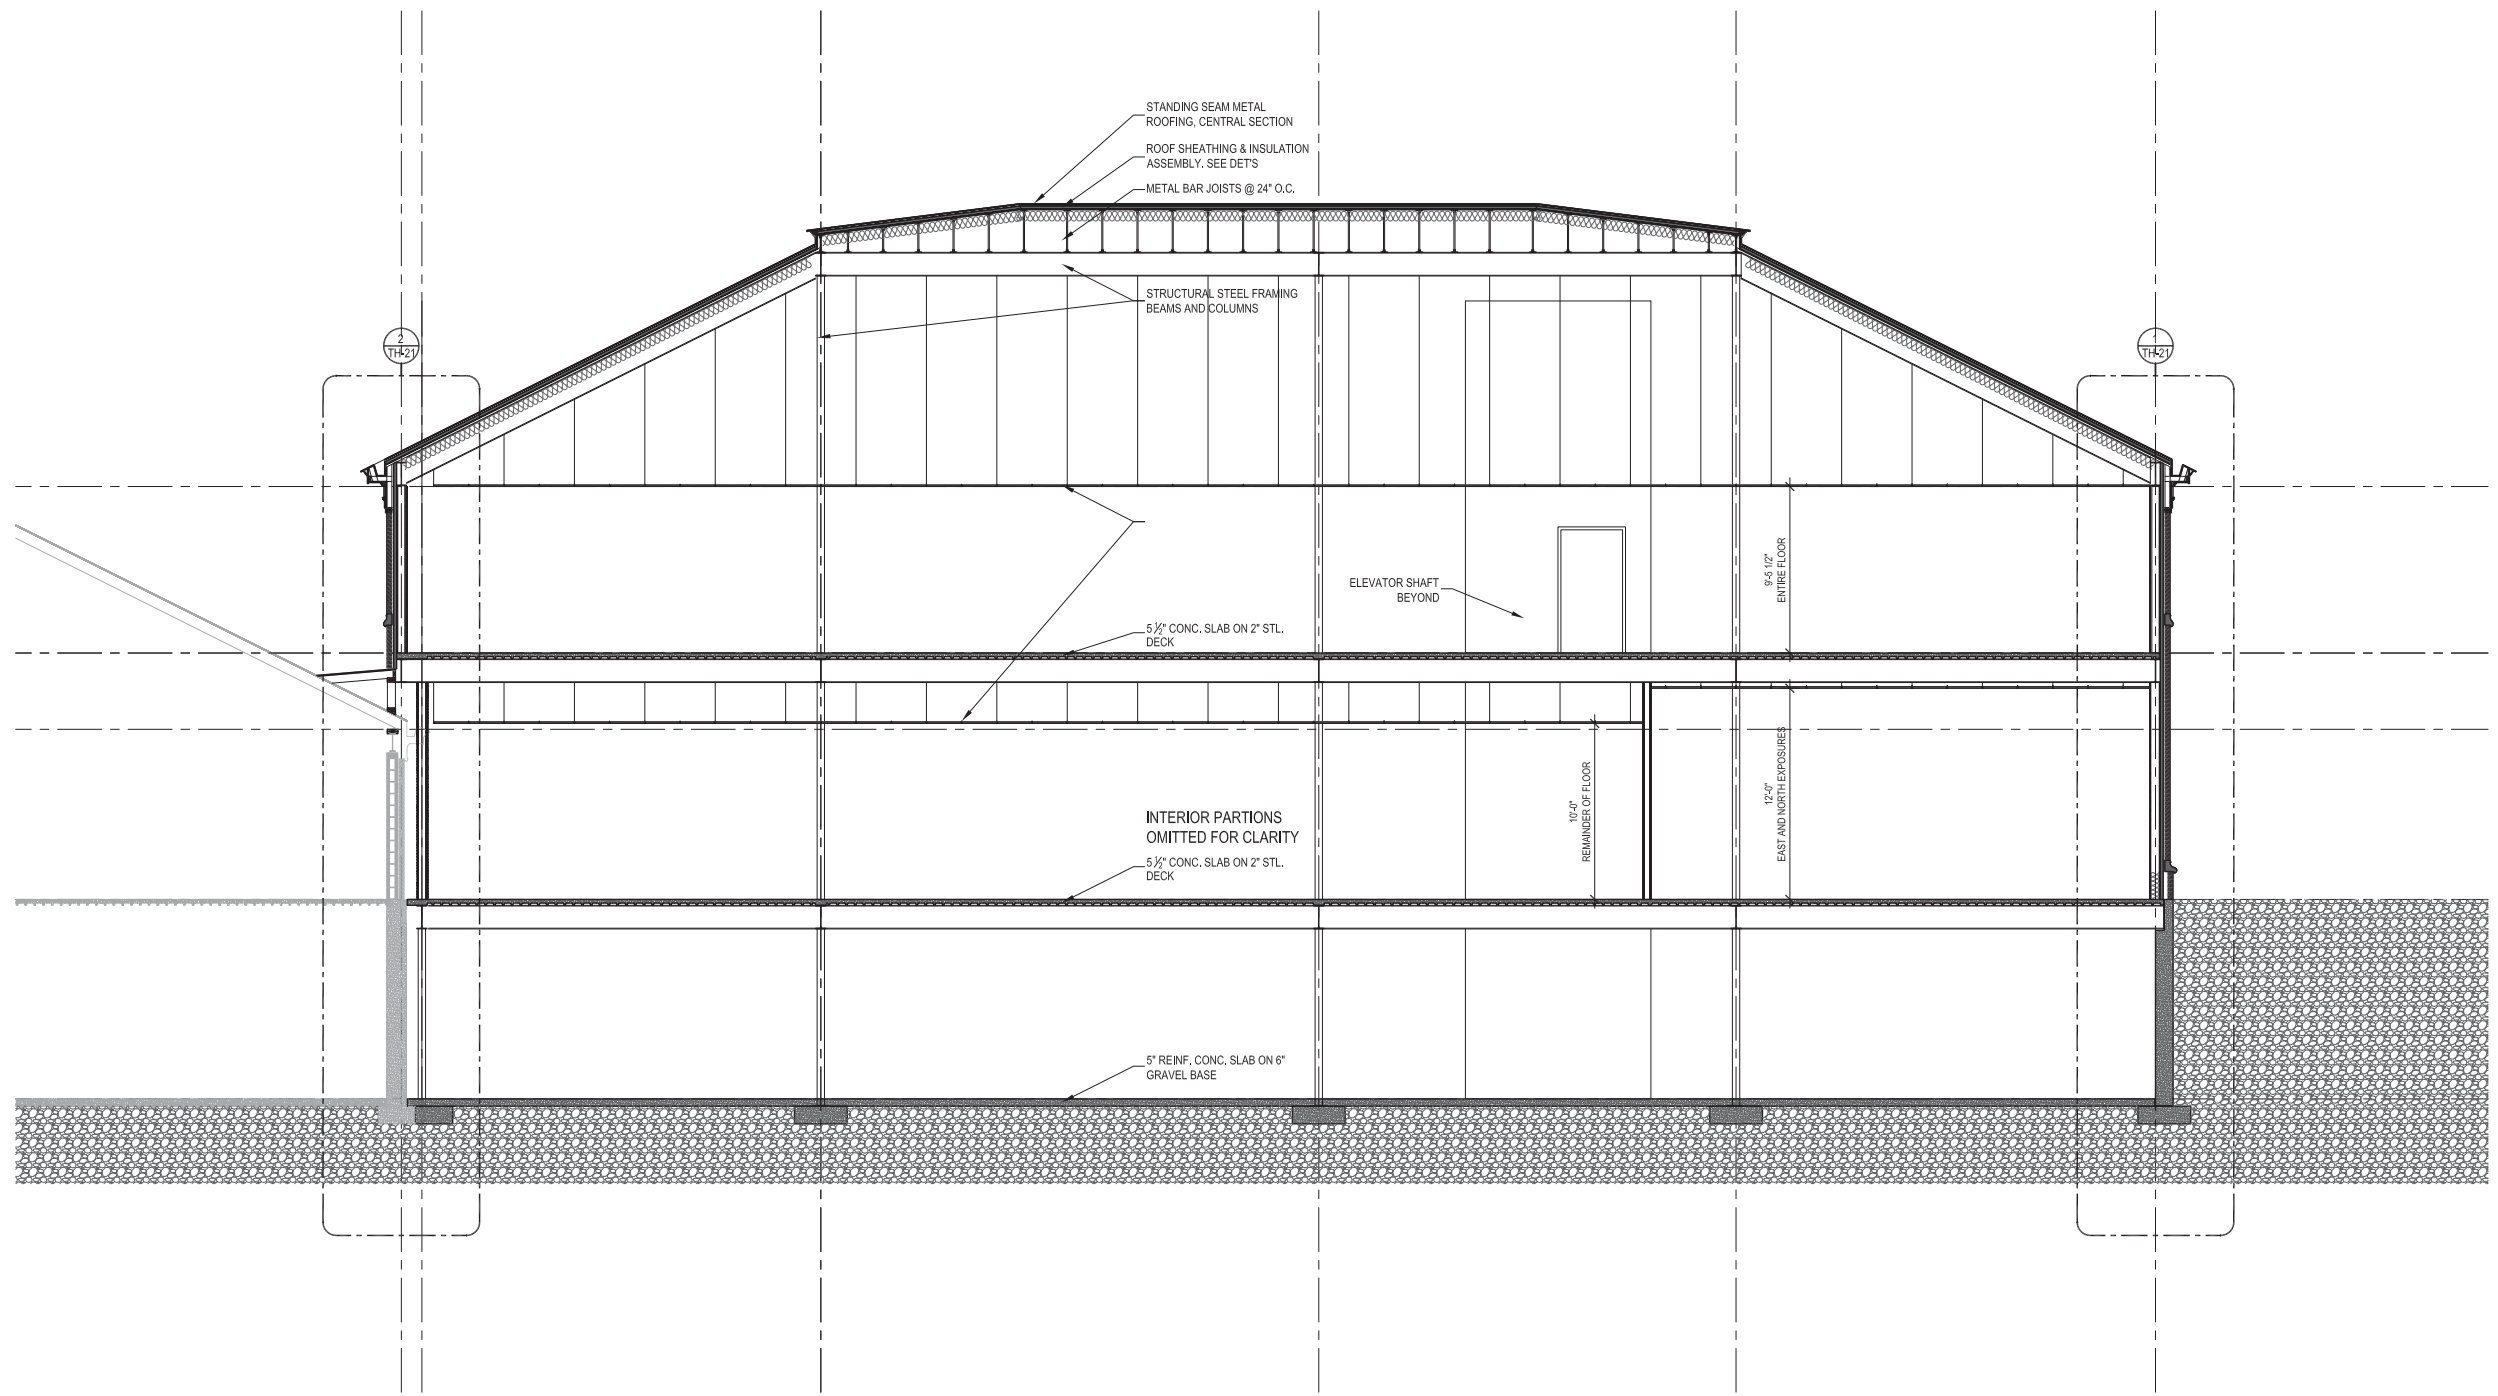 STANDING SEAM METAL
ROOFING, CENTRAL SECTION
ROOF SHEATHING & INSULATION
ASSEMBLY. SEE DET'S
METAL BAR JOISTS @ 24" O.C.
STRUCTURAL STEEL FRAMING
BEAMS AND COLUMNS
2
TH-21
1
TH-21
9'-5 1/2"
ENTIRE FLOOR
ELEVATOR SHAFT
BEYOND
5 ½" CONC. SLAB ON 2" STL.
DECK
10'-0"
REMAINDER OF FLOOR
12'-0"
EAST AND NORTH EXPOSURES
INTERIOR PARTIONS
OMITTED FOR CLARITY
5 ½" CONC. SLAB ON 2" STL.
DECK
5" REINF. CONC. SLAB ON 6"
GRAVEL BASE